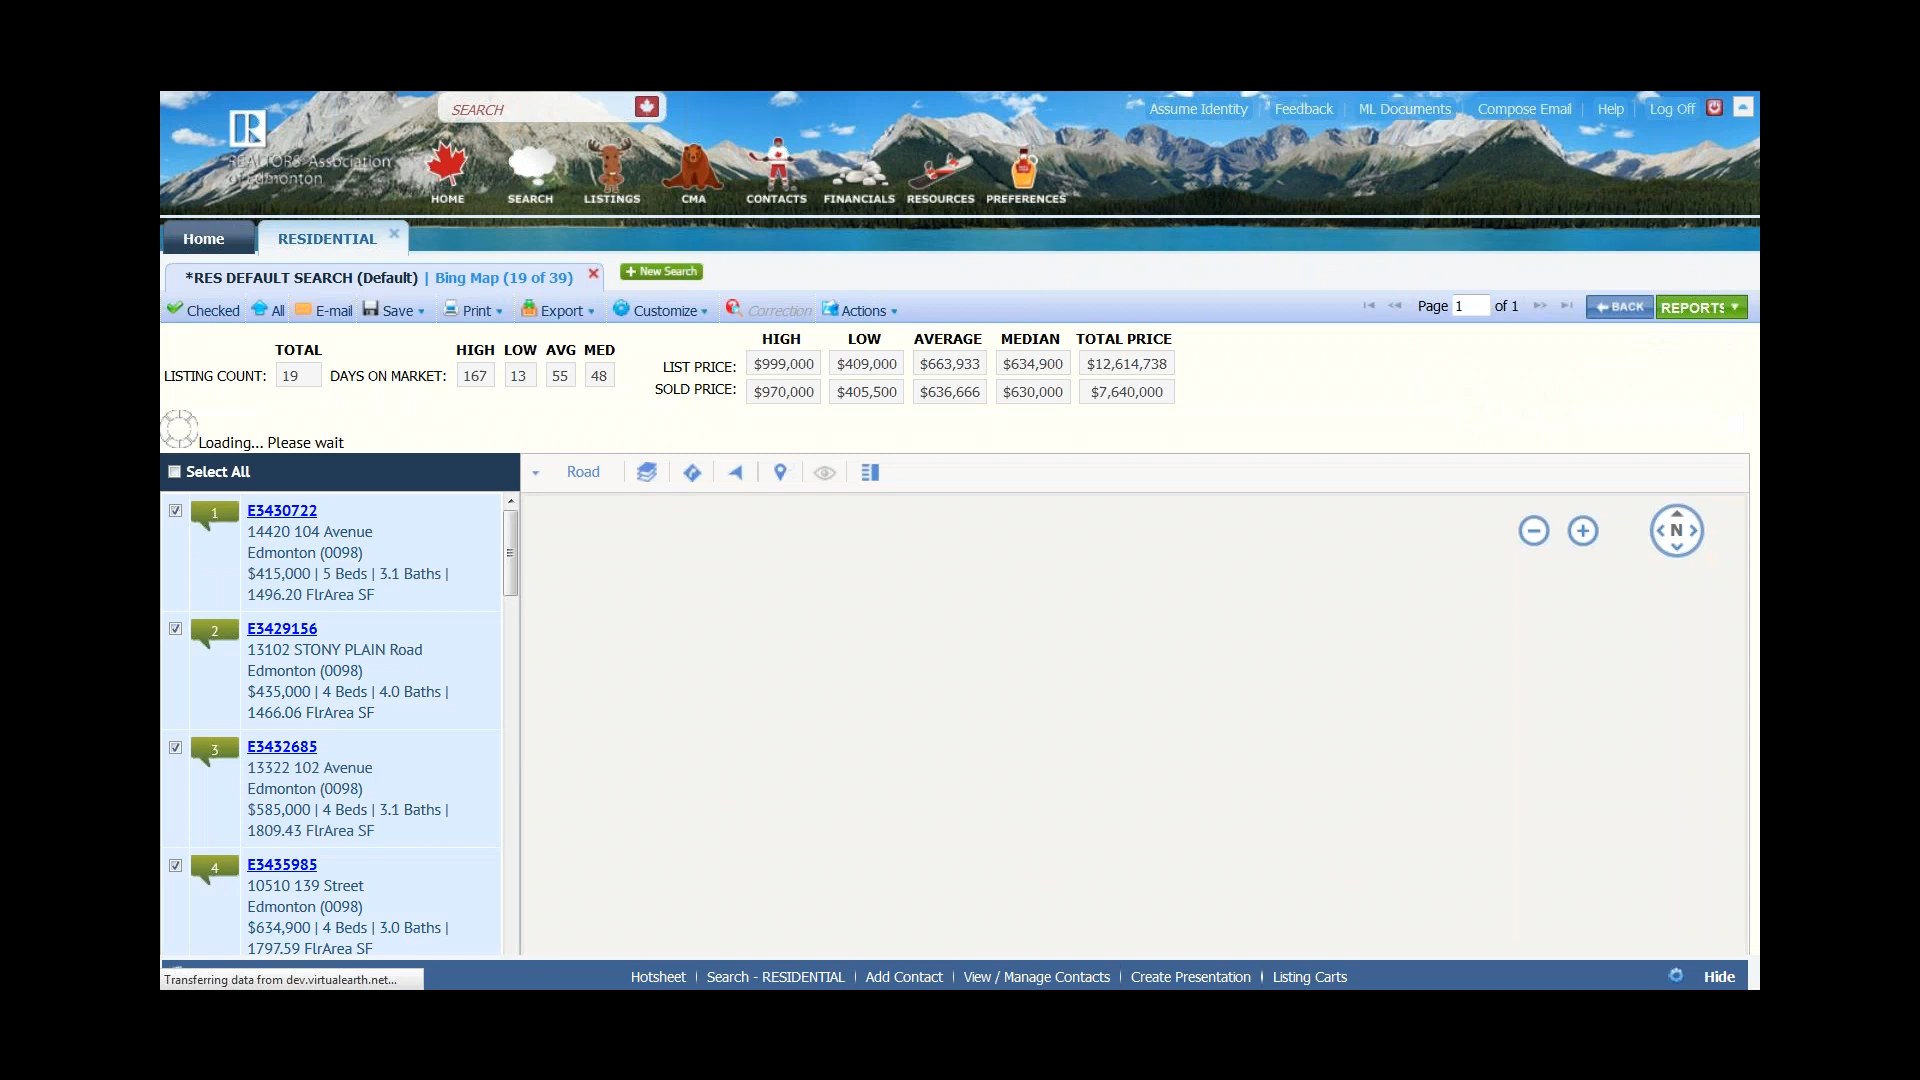 SEARCH
Assume Identity
Feedback
ML Documents
Compose Email
Help
Log Off
REALTORS® Association
of Edmonton
HOME
SEARCH
LISTINGS
CMA
CONTACTS
FINANCIALS
RESOURCES
PREFERENCES
Home
RESIDENTIAL
*RES DEFAULT SEARCH (Default) | Bing Map (19 of 39)
New Search
Checked
All
E-mail
Save
Print
Export
Customize
Correction
Actions
Page 1 of 1
BACK
REPORTS
TOTAL
HIGH LOW AVG MED
LISTING COUNT: 19 DAYS ON MARKET: 167 13 55 48
HIGH LOW AVERAGE MEDIAN TOTAL PRICE
LIST PRICE: $999,000 $409,000 $663,933 $634,900 $12,614,738
SOLD PRICE: $970,000 $405,500 $636,666 $630,000 $7,640,000
Loading... Please wait
Select All
Road
N
1 E3430722
14420 104 Avenue
Edmonton (0098)
$415,000 | 5 Beds | 3.1 Baths |
1496.20 FlrArea SF
2 E3429156
13102 STONY PLAIN Road
Edmonton (0098)
$435,000 | 4 Beds | 4.0 Baths |
1466.06 FlrArea SF
3 E3432685
13322 102 Avenue
Edmonton (0098)
$585,000 | 4 Beds | 3.1 Baths |
1809.43 FlrArea SF
4 E3435985
10510 139 Street
Edmonton (0098)
$634,900 | 4 Beds | 3.0 Baths |
1797.59 FlrArea SF
Transferring data from dev.virtualearth.net...
Hotsheet | Search - RESIDENTIAL | Add Contact | View / Manage Contacts | Create Presentation | Listing Carts
Hide